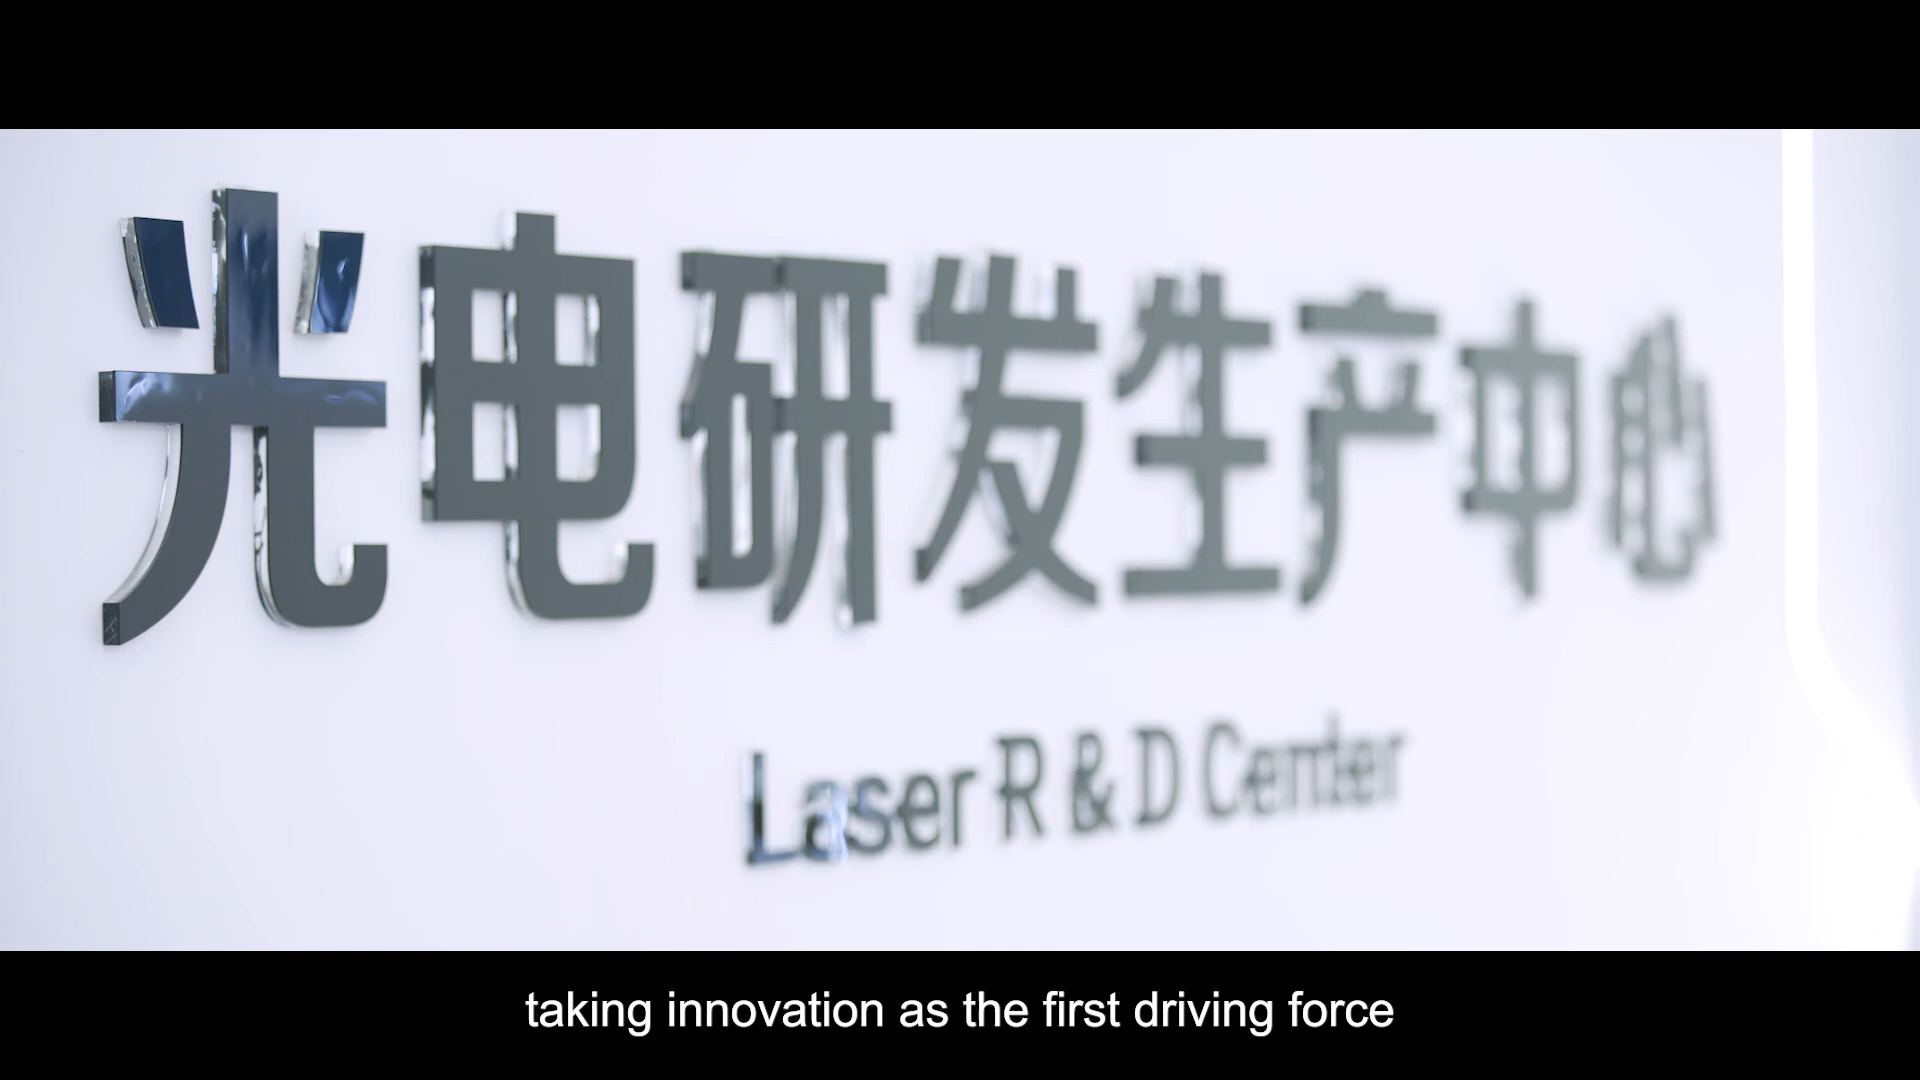 光电研发生产中心
Laser R & D Center
taking innovation as the first driving force